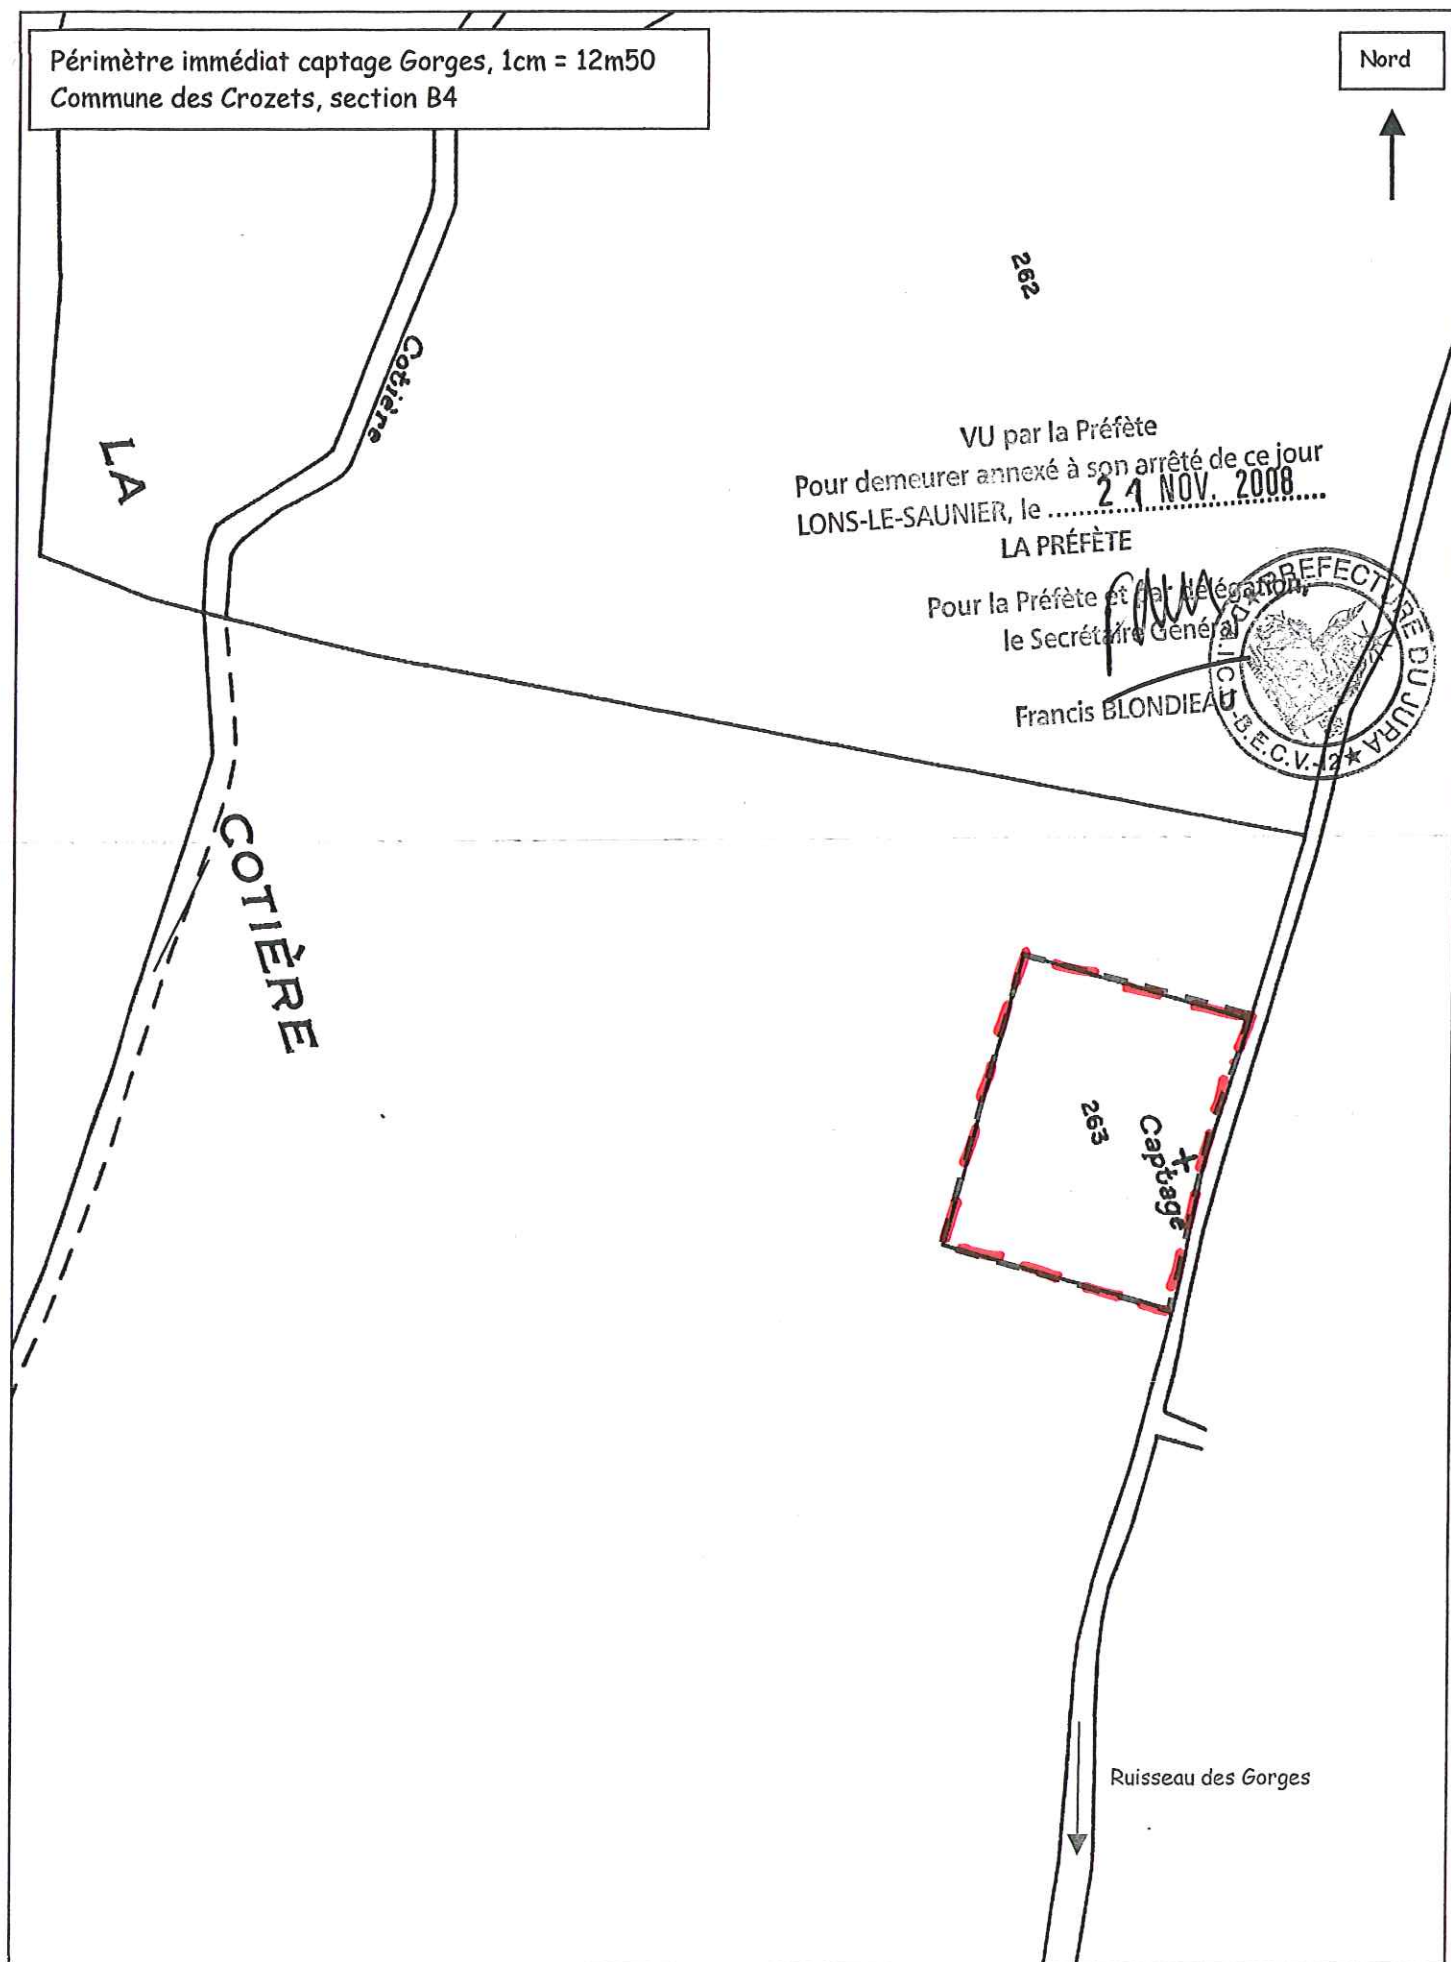 Périmètre immédiat captage Gorges, 1cm = 12m50
Commune des Crozets, section B4
Nord
262
Cotière
LA
VU par la Préfète
Pour demeurer annexé à son arrêté de ce jour
LONS-LE-SAUNIER, le ......21 NOV. 2008......
LA PRÉFÈTE
Pour la Préfète et par délégation,
le Secrétaire Général
Francis BLONDIEAU
PREFECTURE DU JURA
B.E.C.V.-12
COTIÈRE
263
Captage
Ruisseau des Gorges